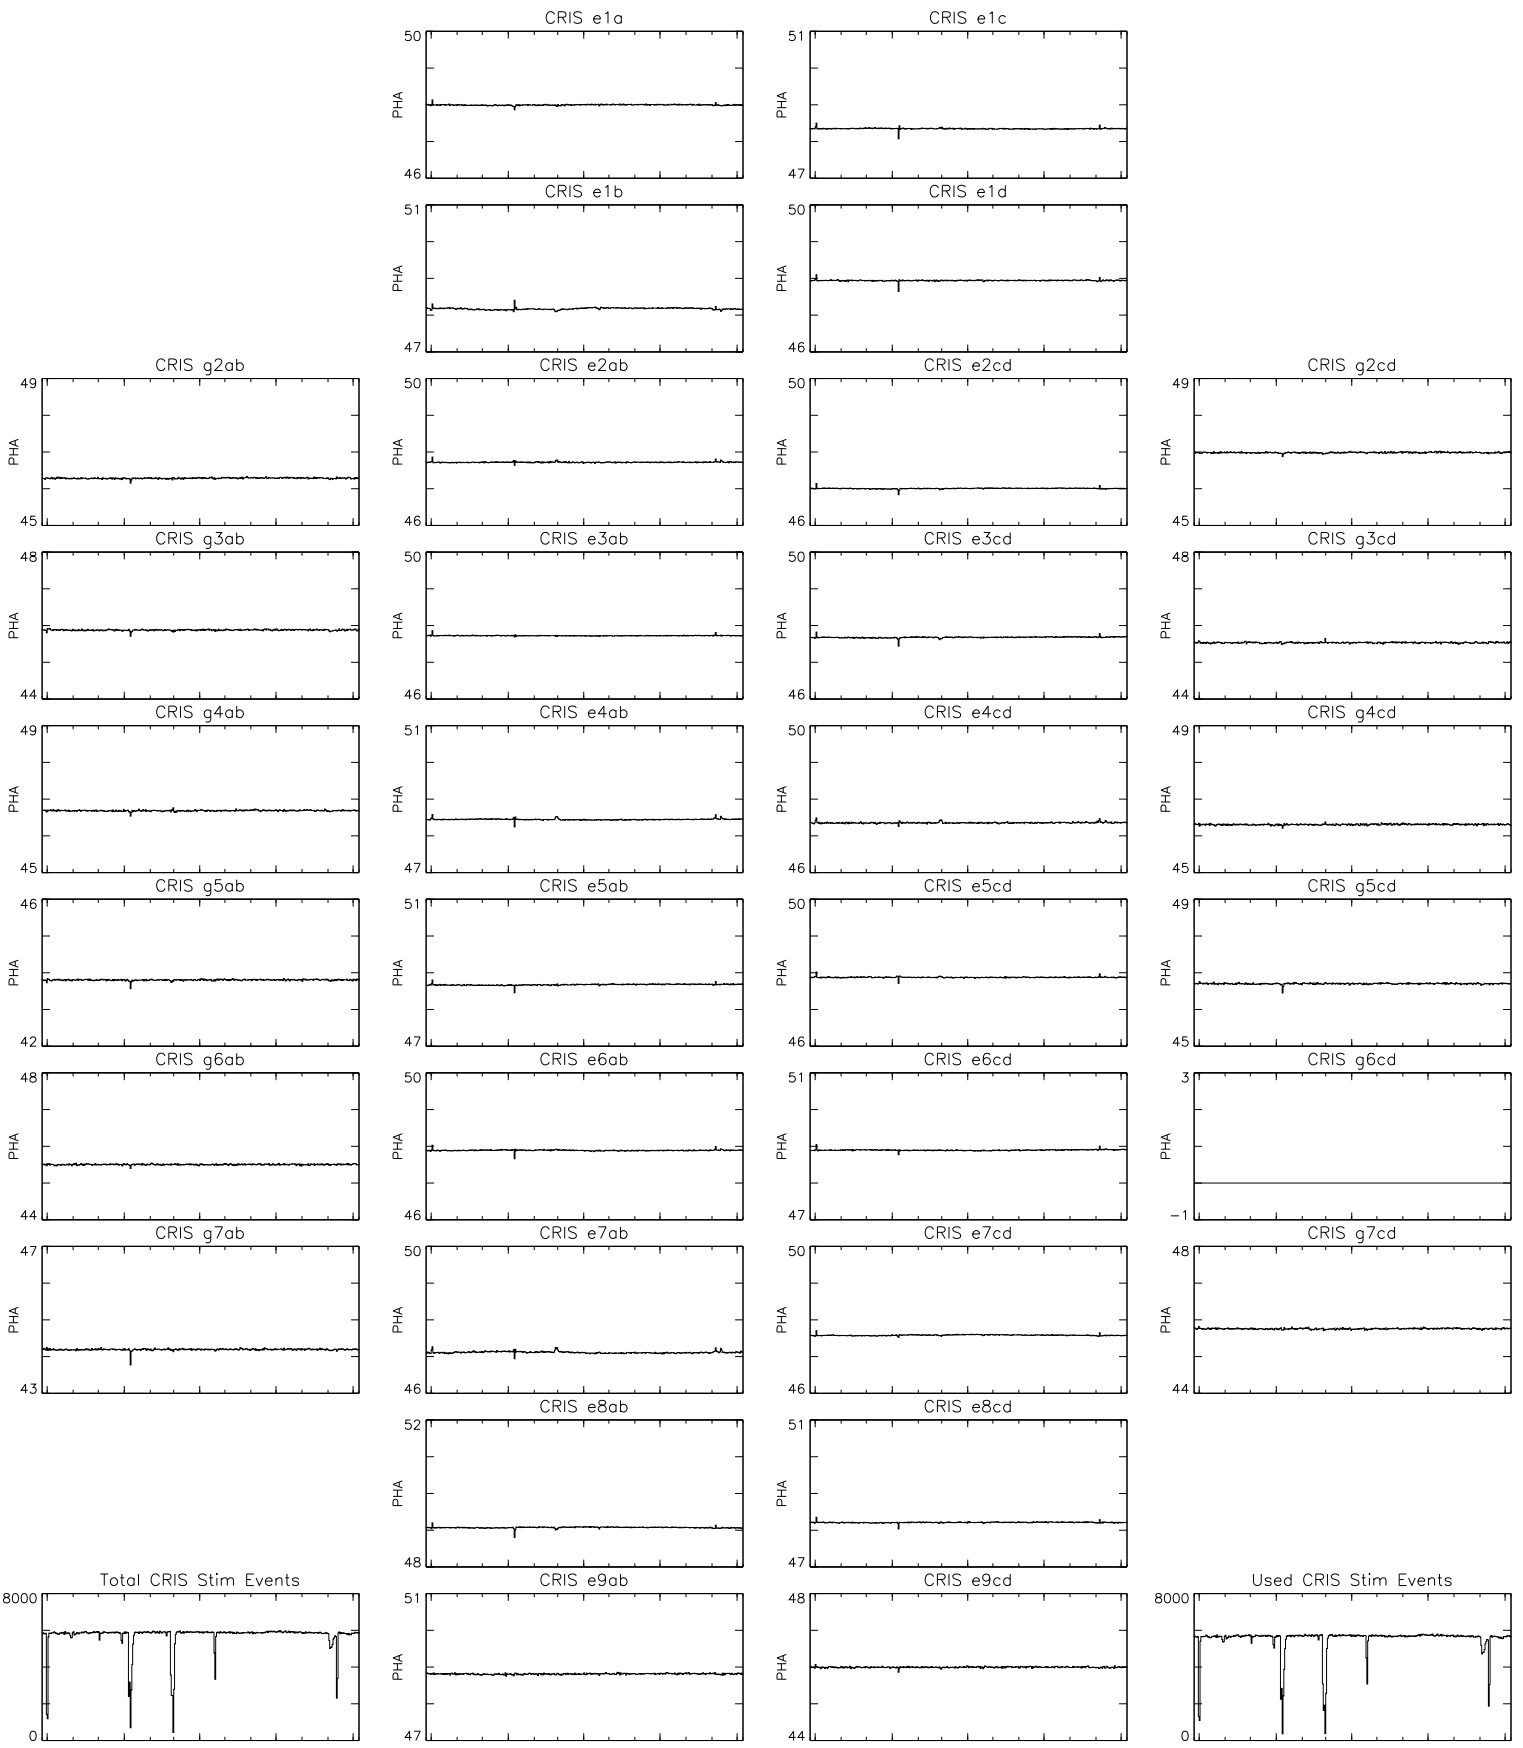 CRIS e1a
50
PHA
46
CRIS e1c
51
PHA
47
CRIS e1b
51
PHA
47
CRIS e1d
50
PHA
46
CRIS g2ab
49
PHA
45
CRIS e2ab
50
PHA
46
CRIS e2cd
50
PHA
46
CRIS g2cd
49
PHA
45
CRIS g3ab
48
PHA
44
CRIS e3ab
50
PHA
46
CRIS e3cd
50
PHA
46
CRIS g3cd
48
PHA
44
CRIS g4ab
49
PHA
45
CRIS e4ab
51
PHA
47
CRIS e4cd
50
PHA
46
CRIS g4cd
49
PHA
45
CRIS g5ab
46
PHA
42
CRIS e5ab
51
PHA
47
CRIS e5cd
50
PHA
46
CRIS g5cd
49
PHA
45
CRIS g6ab
48
PHA
44
CRIS e6ab
50
PHA
46
CRIS e6cd
51
PHA
47
CRIS g6cd
3
PHA
-1
CRIS g7ab
47
PHA
43
CRIS e7ab
50
PHA
46
CRIS e7cd
50
PHA
46
CRIS g7cd
48
PHA
44
CRIS e8ab
52
PHA
48
CRIS e8cd
51
PHA
47
Total CRIS Stim Events
8000
0
CRIS e9ab
51
PHA
47
CRIS e9cd
48
PHA
44
Used CRIS Stim Events
8000
0